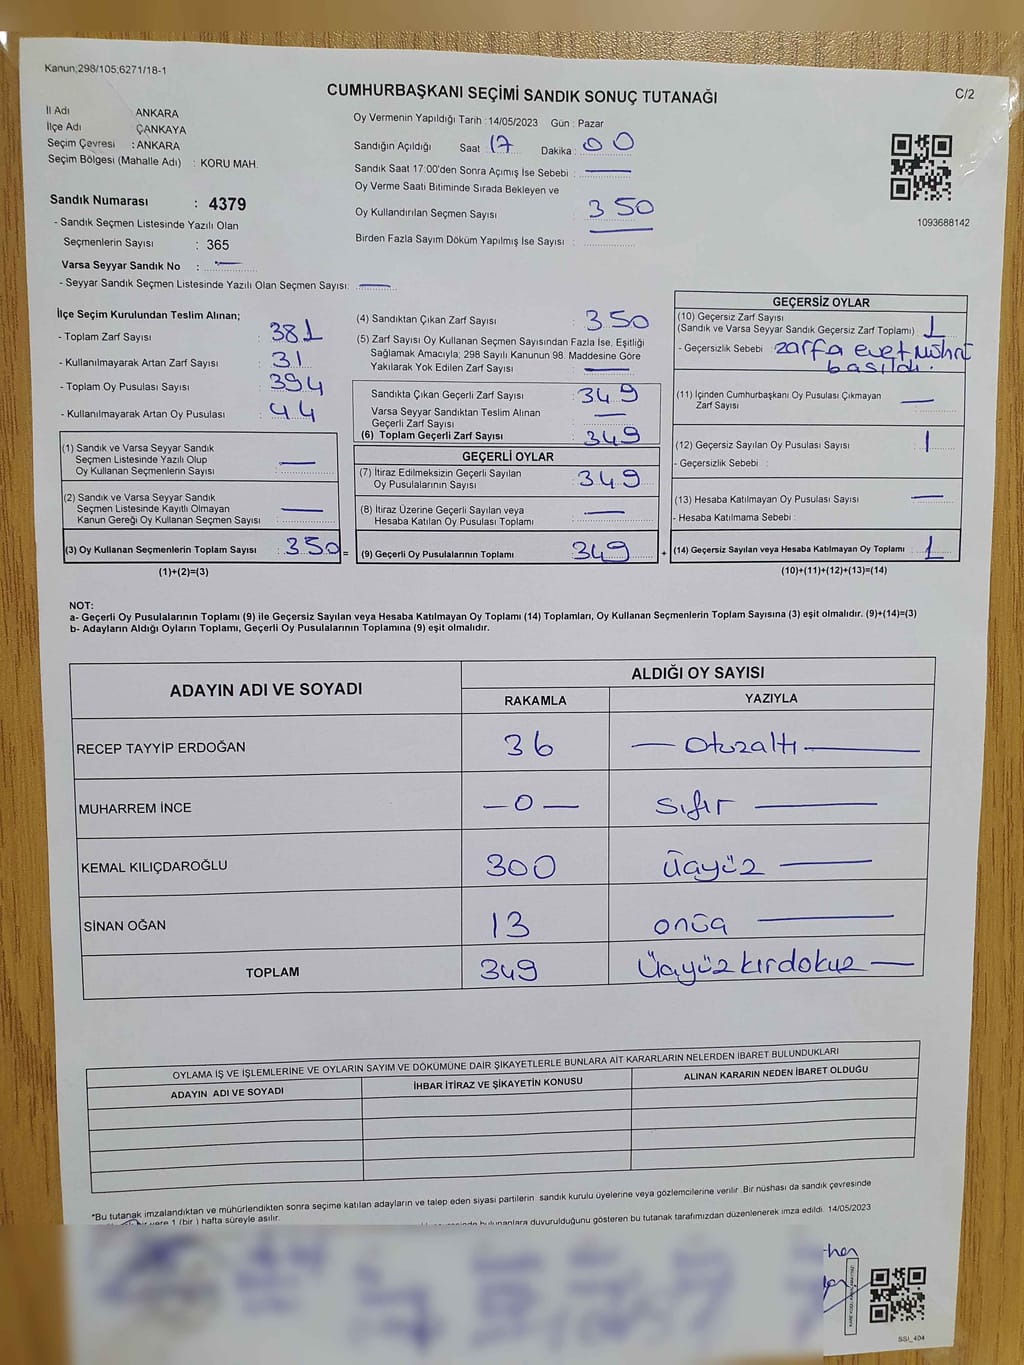 Kanun;298/105;6271/18-1
CUMHURBAŞKANI SEÇİMİ SANDIK SONUÇ TUTANAĞI
C/2
İl Adı ANKARA
İlçe Adı ÇANKAYA
Seçim Çevresi : ANKARA
Seçim Bölgesi (Mahalle Adı) : KORU MAH.
Sandık Numarası : 4379
- Sandık Seçmen Listesinde Yazılı Olan
Seçmenlerin Sayısı : 365
Varsa Seyyar Sandık No : —
- Seyyar Sandık Seçmen Listesinde Yazılı Olan Seçmen Sayısı: —
Oy Vermenin Yapıldığı Tarih : 14/05/2023 Gün : Pazar
Sandığın Açıldığı Saat 17 Dakika : 00
Sandık Saat 17:00'den Sonra Açımış İse Sebebi : —
Oy Verme Saati Bitiminde Sırada Bekleyen ve
Oy Kullandırılan Seçmen Sayısı 350
Birden Fazla Sayım Döküm Yapılmış İse Sayısı :
1093688142
İlçe Seçim Kurulundan Teslim Alınan;
- Toplam Zarf Sayısı : 381
- Kullanılmayarak Artan Zarf Sayısı : 31
- Toplam Oy Pusulası Sayısı : 394
- Kullanılmayarak Artan Oy Pusulası : 44
(1) Sandık ve Varsa Seyyar Sandık
Seçmen Listesinde Yazılı Olup
Oy Kullanan Seçmenlerin Sayısı : —
(2) Sandık ve Varsa Seyyar Sandık
Seçmen Listesinde Kayıtlı Olmayan
Kanun Gereği Oy Kullanan Seçmen Sayısı : —
(3) Oy Kullanan Seçmenlerin Toplam Sayısı : 350 =
(1)+(2)=(3)
(4) Sandıktan Çıkan Zarf Sayısı : 350
(5) Zarf Sayısı Oy Kullanan Seçmen Sayısından Fazla İse, Eşitliği
Sağlamak Amacıyla; 298 Sayılı Kanunun 98. Maddesine Göre
Yakılarak Yok Edilen Zarf Sayısı : —
Sandıkta Çıkan Geçerli Zarf Sayısı : 349
Varsa Seyyar Sandıktan Teslim Alınan
Geçerli Zarf Sayısı : —
(6) Toplam Geçerli Zarf Sayısı : 349
GEÇERLİ OYLAR
(7) İtiraz Edilmeksizin Geçerli Sayılan
Oy Pusulalarının Sayısı : 349
(8) İtiraz Üzerine Geçerli Sayılan veya
Hesaba Katılan Oy Pusulası Toplamı : —
(9) Geçerli Oy Pusulalarının Toplamı 349 +
GEÇERSİZ OYLAR
(10) Geçersiz Zarf Sayısı
(Sandık ve Varsa Seyyar Sandık Geçersiz Zarf Toplamı) : 1
- Geçersizlik Sebebi : zarfa evet mührü
basıldı.
(11) İçinden Cumhurbaşkanı Oy Pusulası Çıkmayan
Zarf Sayısı : —
(12) Geçersiz Sayılan Oy Pusulası Sayısı : 1
- Geçersizlik Sebebi :
(13) Hesaba Katılmayan Oy Pusulası Sayısı : —
- Hesaba Katılmama Sebebi :
(14) Geçersiz Sayılan veya Hesaba Katılmayan Oy Toplamı : 1
(10)+(11)+(12)+(13)=(14)
NOT:
a- Geçerli Oy Pusulalarının Toplamı (9) ile Geçersiz Sayılan veya Hesaba Katılmayan Oy Toplamı (14) Toplamları, Oy Kullanan Seçmenlerin Toplam Sayısına (3) eşit olmalıdır. (9)+(14)=(3)
b- Adayların Aldığı Oyların Toplamı, Geçerli Oy Pusulalarının Toplamına (9) eşit olmalıdır.
ADAYIN ADI VE SOYADI ALDIĞI OY SAYISI
RAKAMLA YAZIYLA
RECEP TAYYİP ERDOĞAN 36 — Otuzaltı —
MUHARREM İNCE —0— sıfır —
KEMAL KILIÇDAROĞLU 300 Üçyüz —
SİNAN OĞAN 13 onüç —
TOPLAM 349 Üçyüzkırdokuz —
OYLAMA İŞ VE İŞLEMLERİNE VE OYLARIN SAYIM VE DÖKÜMÜNE DAİR ŞİKAYETLERLE BUNLARA AİT KARARLARIN NELERDEN İBARET BULUNDUKLARI
ADAYIN ADI VE SOYADI İHBAR İTİRAZ VE ŞİKAYETİN KONUSU ALINAN KARARIN NEDEN İBARET OLDUĞU
*Bu tutanak imzalandıktan ve mühürlendikten sonra seçime katılan adayların ve talep eden siyasi partilerin sandık kurulu üyelerine veya gözlemcilerine verilir. Bir nüshası da sandık çevresinde
yere 1 (bir ) hafta süreyle asılır.
bulunanlara duyurulduğunu gösteren bu tutanak tarafımızdan düzenlenerek imza edildi. 14/05/2023
SSI_404